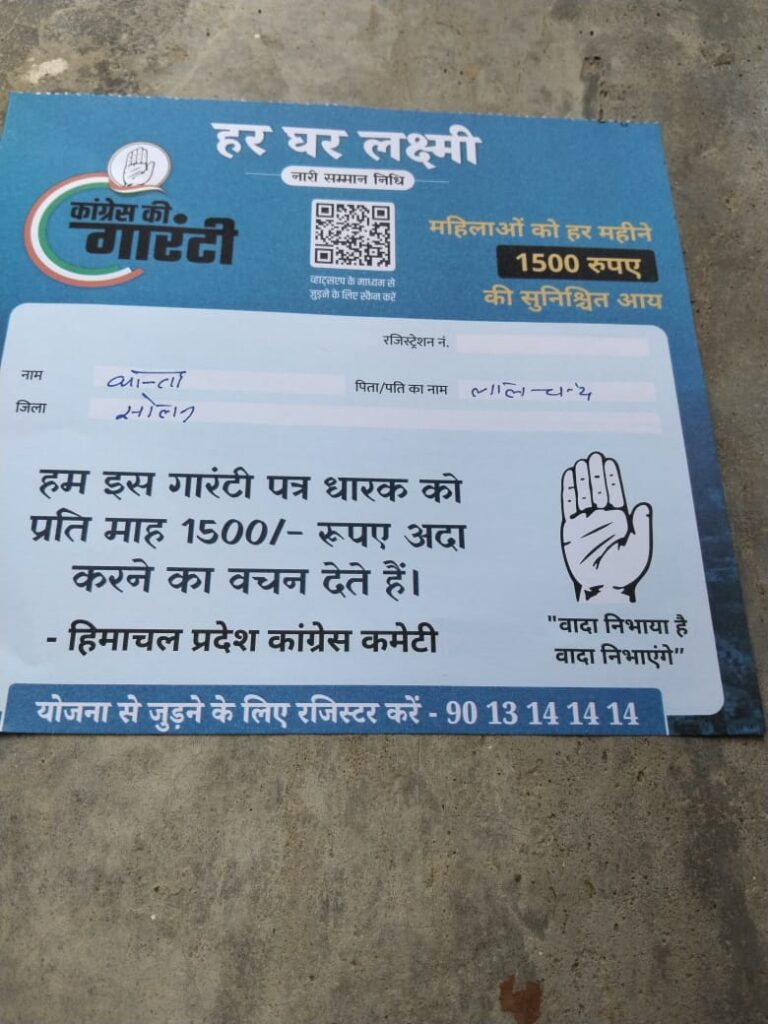 हर घर लक्ष्मी
नारी सम्मान निधि
कांग्रेस की
गारंटी
व्हाट्सएप के माध्यम से
जुड़ने के लिए स्कैन करें
महिलाओं को हर महीने
1500 रुपए
की सुनिश्चित आय
रजिस्ट्रेशन नं.
नाम कान्ता
पिता/पति का नाम लाल चन्द
जिला सोलन
हम इस गारंटी पत्र धारक को
प्रति माह 1500/- रूपए अदा
करने का वचन देते हैं।
- हिमाचल प्रदेश कांग्रेस कमेटी
"वादा निभाया है
वादा निभाएंगे"
योजना से जुड़ने के लिए रजिस्टर करें - 90 13 14 14 14